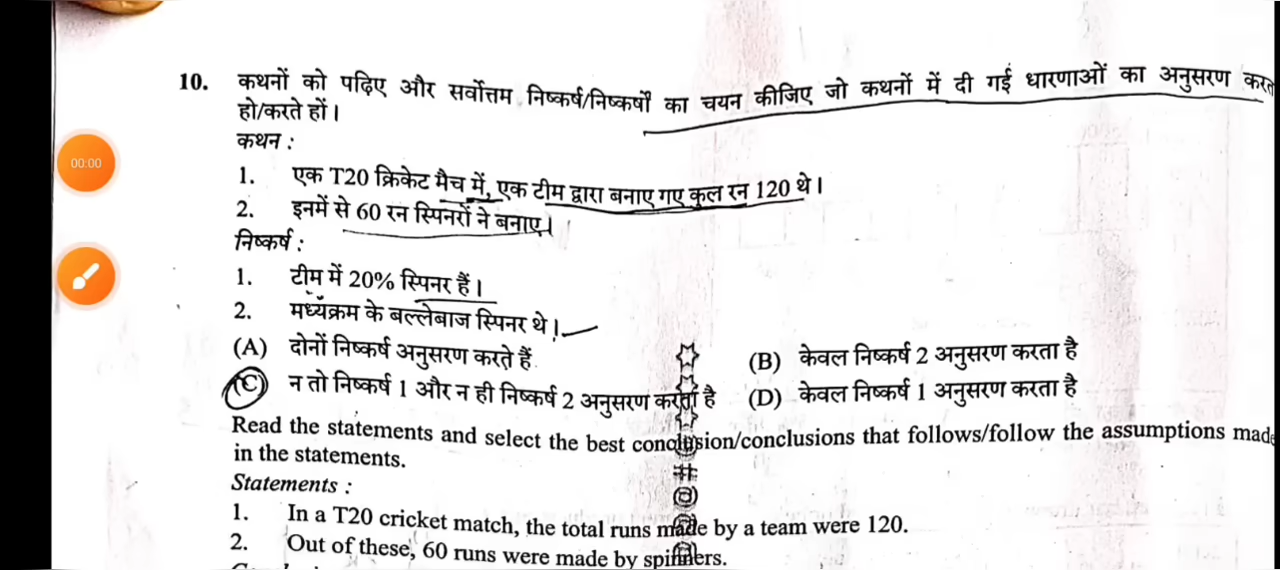 10. कथनों को पढ़िए और सर्वोत्तम निष्कर्ष/निष्कर्षों का चयन कीजिए जो कथनों में दी गई धारणाओं का अनुसरण करत
हो/करते हों।
कथन :
1. एक T20 क्रिकेट मैच में, एक टीम द्वारा बनाए गए कुल रन 120 थे।
2. इनमें से 60 रन स्पिनरों ने बनाए।
निष्कर्ष :
1. टीम में 20% स्पिनर हैं।
2. मध्यक्रम के बल्लेबाज स्पिनर थे।
(A) दोनों निष्कर्ष अनुसरण करते हैं (B) केवल निष्कर्ष 2 अनुसरण करता है
(C) न तो निष्कर्ष 1 और न ही निष्कर्ष 2 अनुसरण करता है (D) केवल निष्कर्ष 1 अनुसरण करता है
Read the statements and select the best conclusion/conclusions that follows/follow the assumptions made
in the statements.
Statements :
1. In a T20 cricket match, the total runs made by a team were 120.
2. Out of these, 60 runs were made by spinners.
00:00